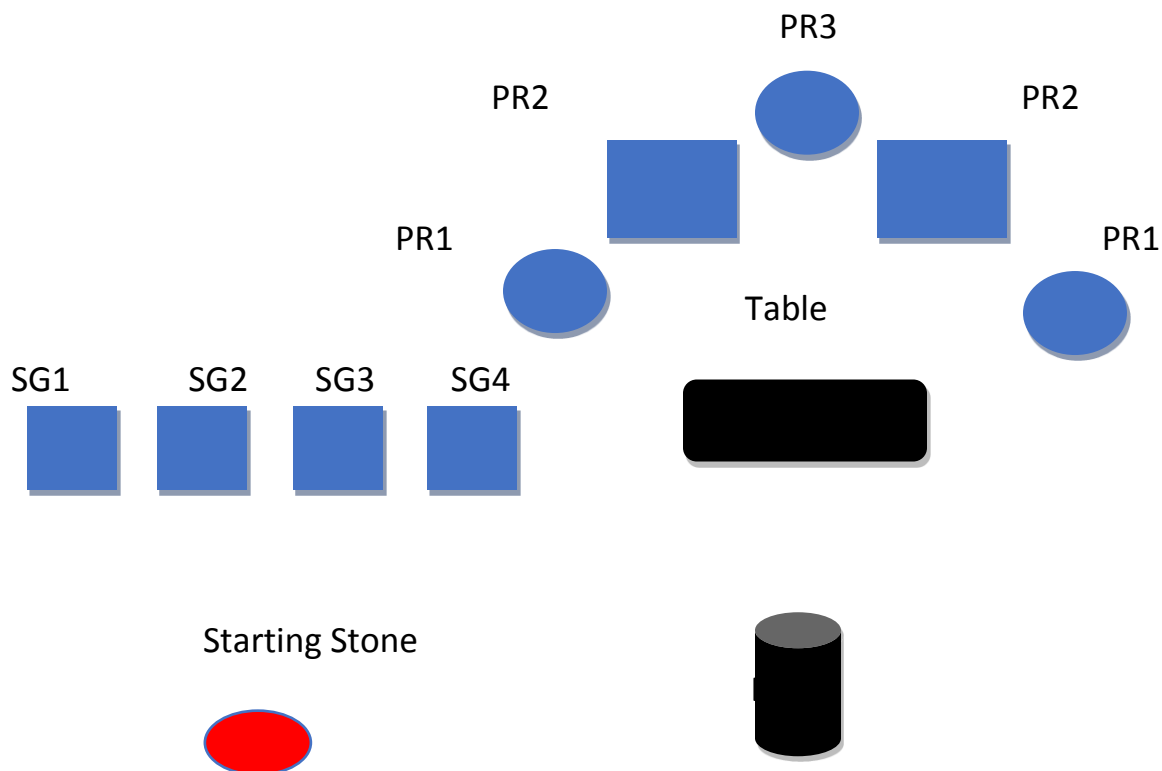 PR3
PR2 PR2
PR1 PR1
Table
SG1 SG2 SG3 SG4
Starting Stone